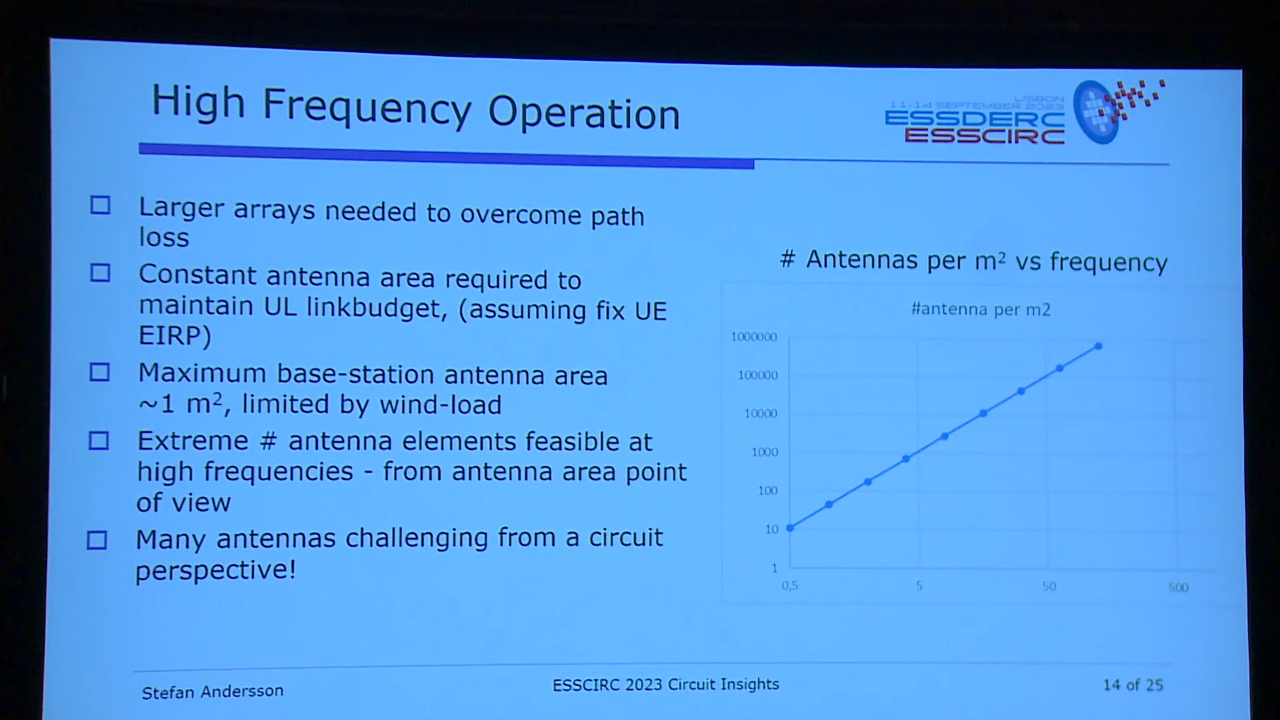 High Frequency Operation
LISBON
11-14 SEPTEMBER 2023
ESSDERC
ESSCIRC
Larger arrays needed to overcome path
loss
Constant antenna area required to
maintain UL linkbudget, (assuming fix UE
EIRP)
Maximum base-station antenna area
~1 m², limited by wind-load
Extreme # antenna elements feasible at
high frequencies - from antenna area point
of view
Many antennas challenging from a circuit
perspective!
# Antennas per m² vs frequency
#antenna per m2
1000000
100000
10000
1000
100
10
1
0,5 5 50 500
Stefan Andersson
ESSCIRC 2023 Circuit Insights
14 of 25